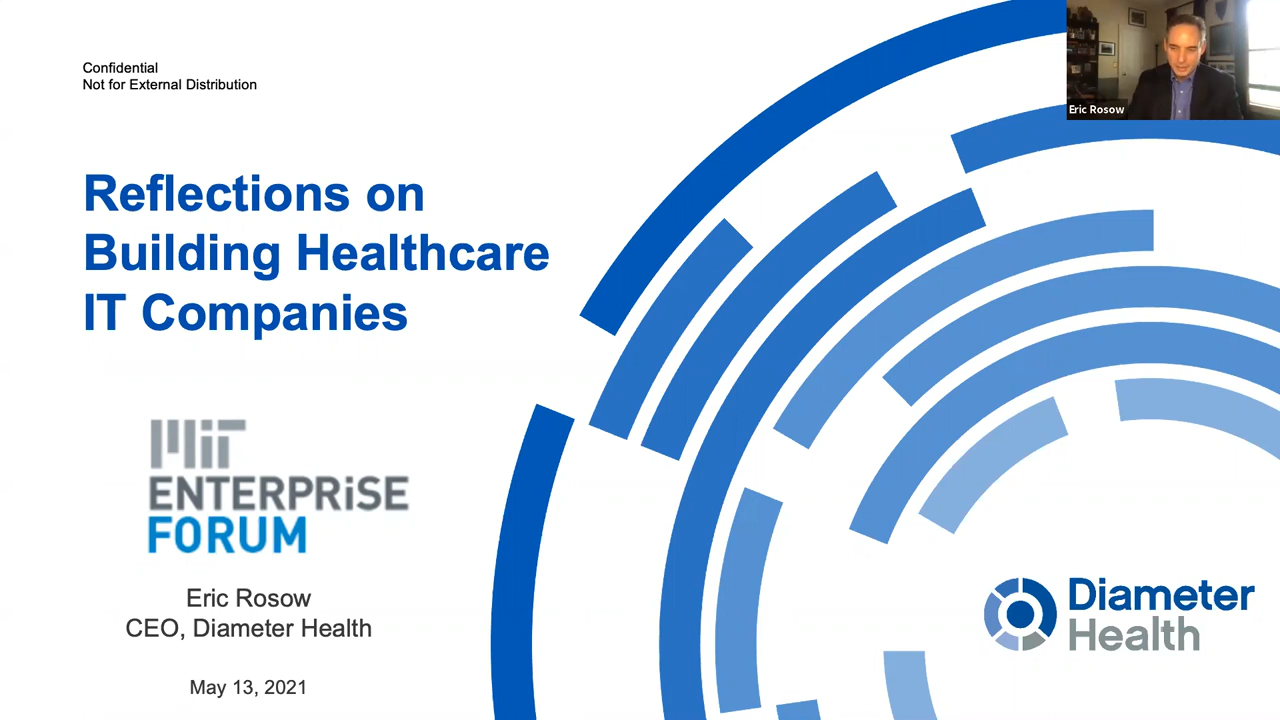 Confidential
Not for External Distribution
Eric Rosow
Reflections on
Building Healthcare
IT Companies
MiT
ENTERPRiSE
FORUM
Eric Rosow
CEO, Diameter Health
May 13, 2021
Diameter
Health